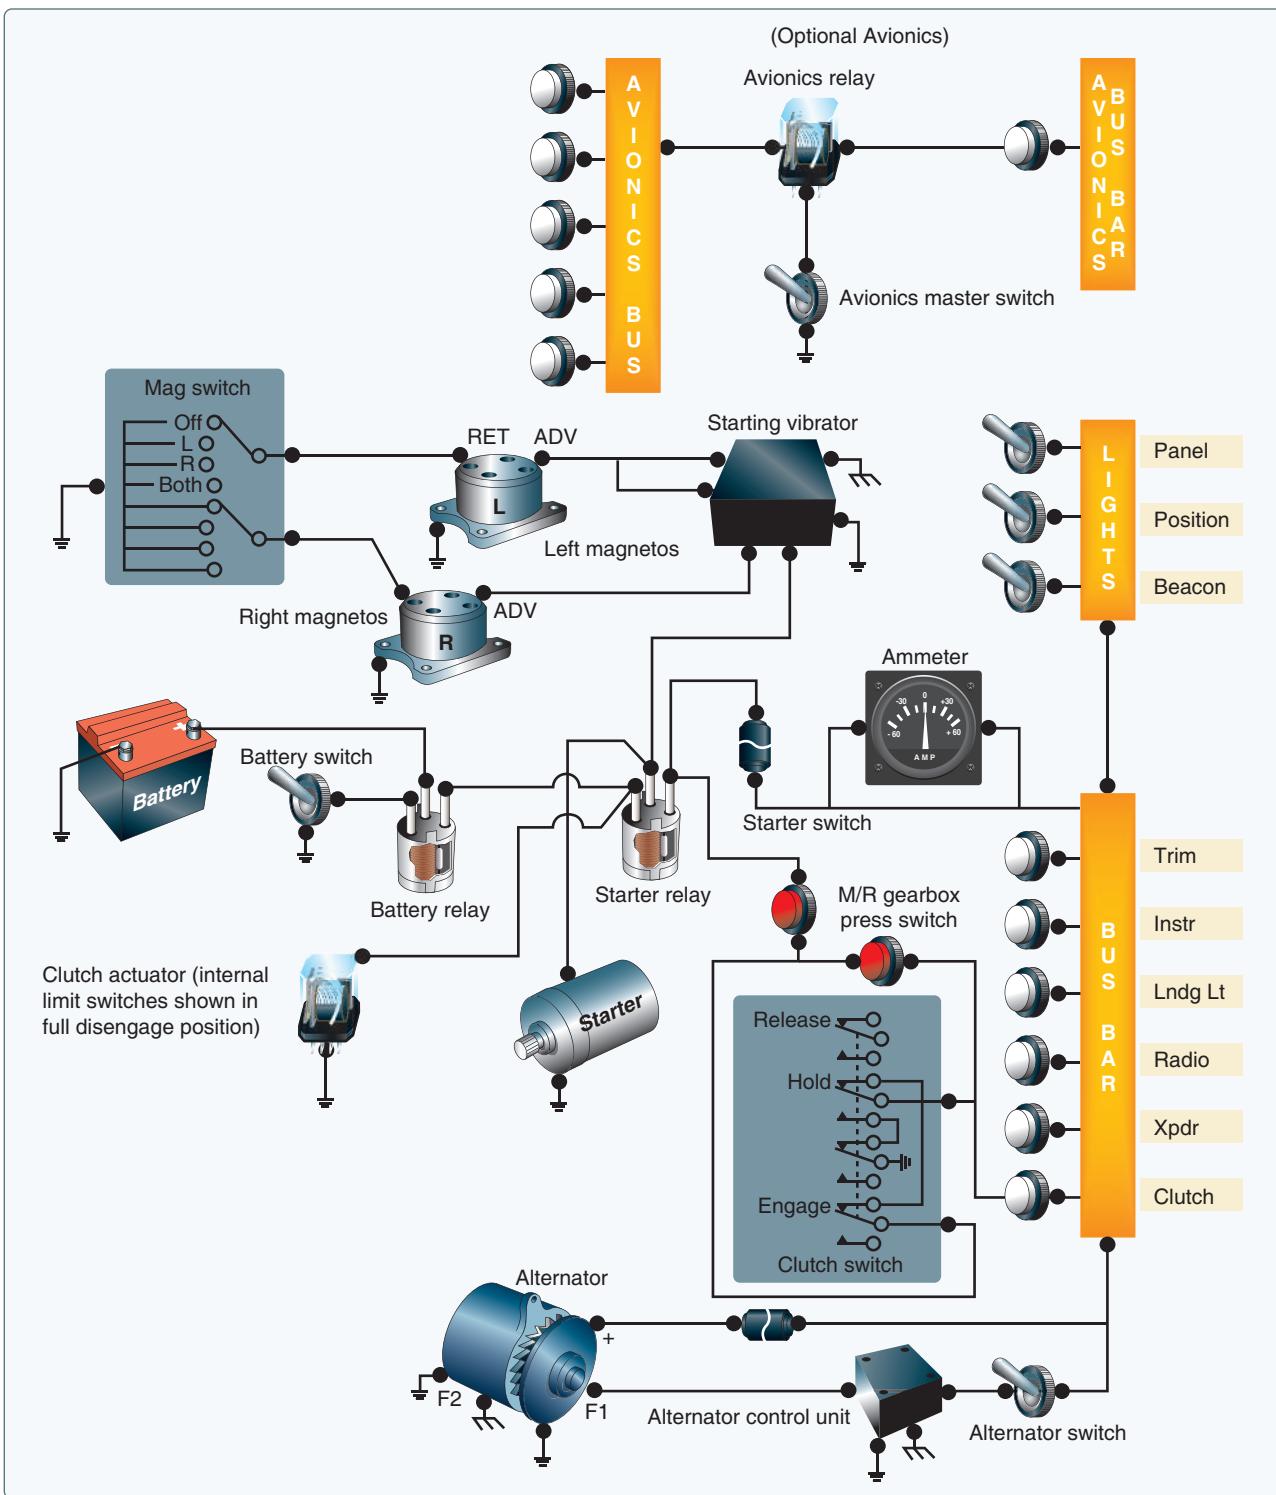 (Optional Avionics)
Avionics relay
AVIONICS BUS
AVIONICS
BUS BAR
Avionics master switch
Mag switch
Off
L
R
Both
RET
ADV
Starting vibrator
L
Left magnetos
Right magnetos
ADV
R
LIGHTS
Panel
Position
Beacon
Ammeter
-60
-30
0
+30
+60
AMP
- +
Battery
Battery switch
Battery relay
Starter relay
Starter switch
M/R gearbox
press switch
Clutch actuator (internal
limit switches shown in
full disengage position)
Starter
BUS BAR
Trim
Instr
Lndg Lt
Radio
Xpdr
Clutch
Release
Hold
Engage
Clutch switch
Alternator
+
F2
F1
Alternator control unit
Alternator switch